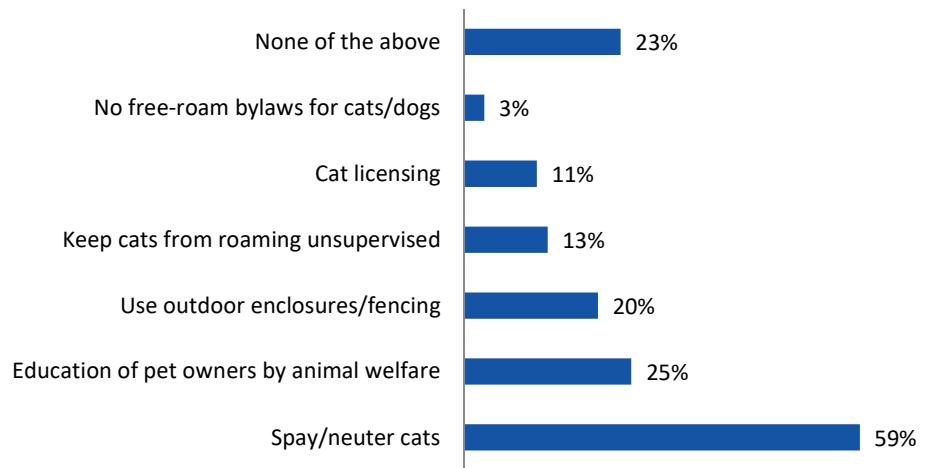 None of the above 23%
No free-roam bylaws for cats/dogs 3%
Cat licensing 11%
Keep cats from roaming unsupervised 13%
Use outdoor enclosures/fencing 20%
Education of pet owners by animal welfare 25%
Spay/neuter cats 59%